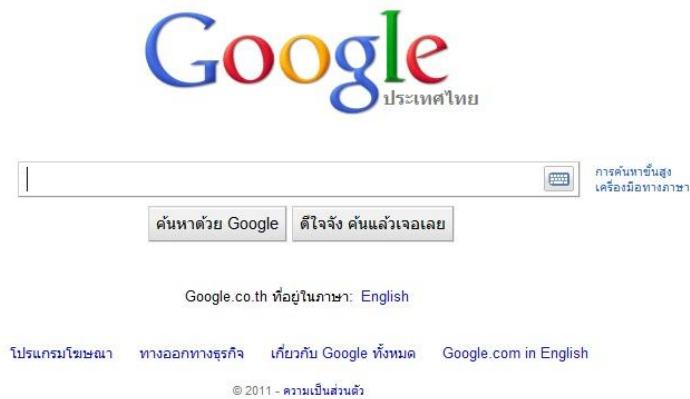 Google
ประเทศไทย
การค้นหาขั้นสูง
เครื่องมือทางภาษา
ค้นหาด้วย Google ดีใจจัง ค้นแล้วเจอเลย
Google.co.th ที่อยู่ในภาษา: English
โปรแกรมโฆษณา ทางออกทางธุรกิจ เกี่ยวกับ Google ทั้งหมด Google.com in English
© 2011 - ความเป็นส่วนตัว